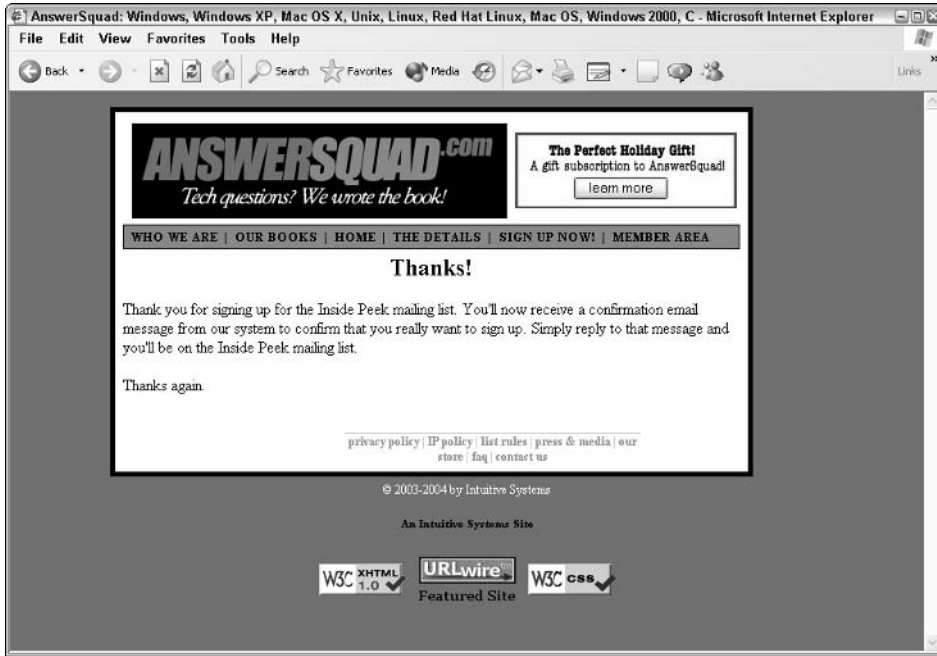 AnswerSquad: Windows, Windows XP, Mac OS X, Unix, Linux, Red Hat Linux, Mac OS, Windows 2000, C - Microsoft Internet Explorer
File Edit View Favorites Tools Help
Back Search Favorites Media Links »
ANSWERSQUAD.com
Tech questions? We wrote the book!
The Perfect Holiday Gift!
A gift subscription to AnswerSquad!
learn more
WHO WE ARE | OUR BOOKS | HOME | THE DETAILS | SIGN UP NOW! | MEMBER AREA
Thanks!
Thank you for signing up for the Inside Peek mailing list. You'll now receive a confirmation email
message from our system to confirm that you really want to sign up. Simply reply to that message and
you'll be on the Inside Peek mailing list.
Thanks again.
privacy policy | IP policy | list rules | press & media | our
store | faq | contact us
© 2003-2004 by Intuitive Systems
An Intuitive Systems Site
W3C XHTML 1.0
URLwire
Featured Site
W3C css